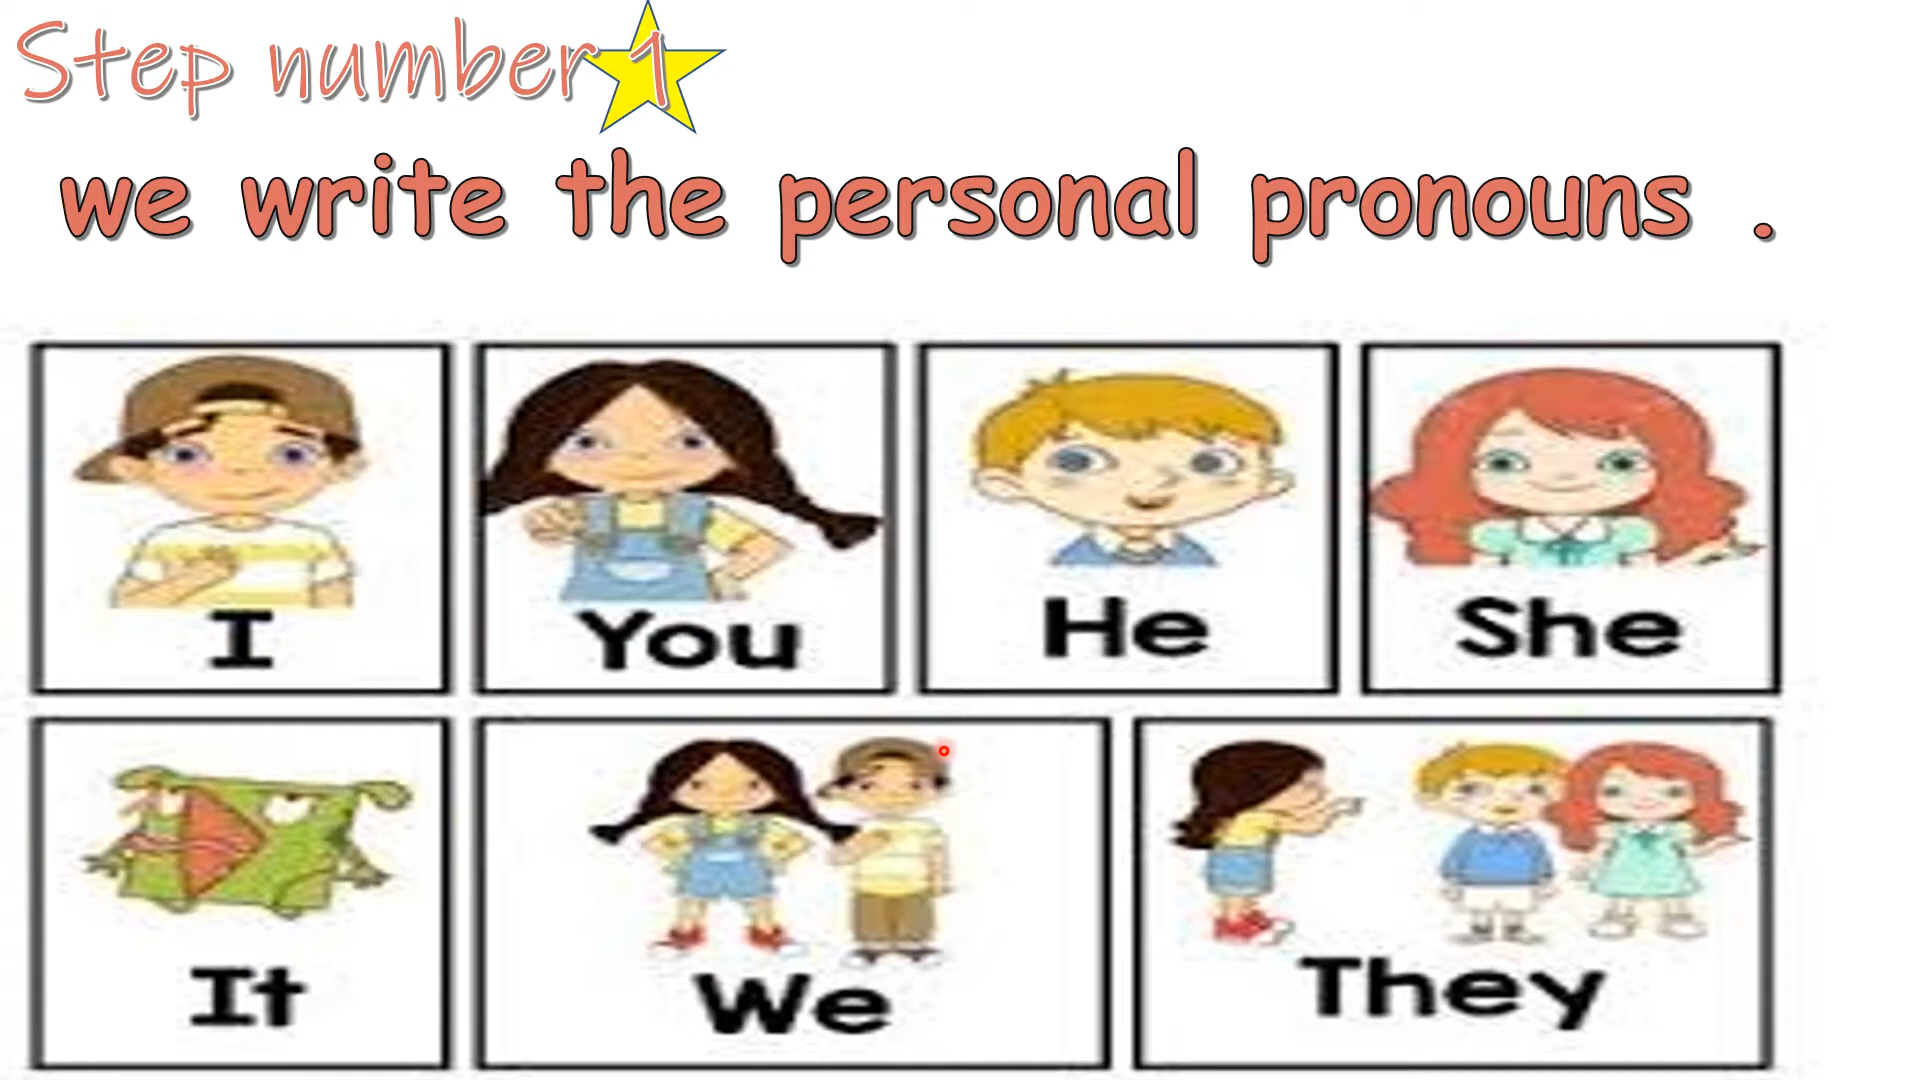 Step number 1
we write the personal pronouns .
I
You
He
She
It
We
They